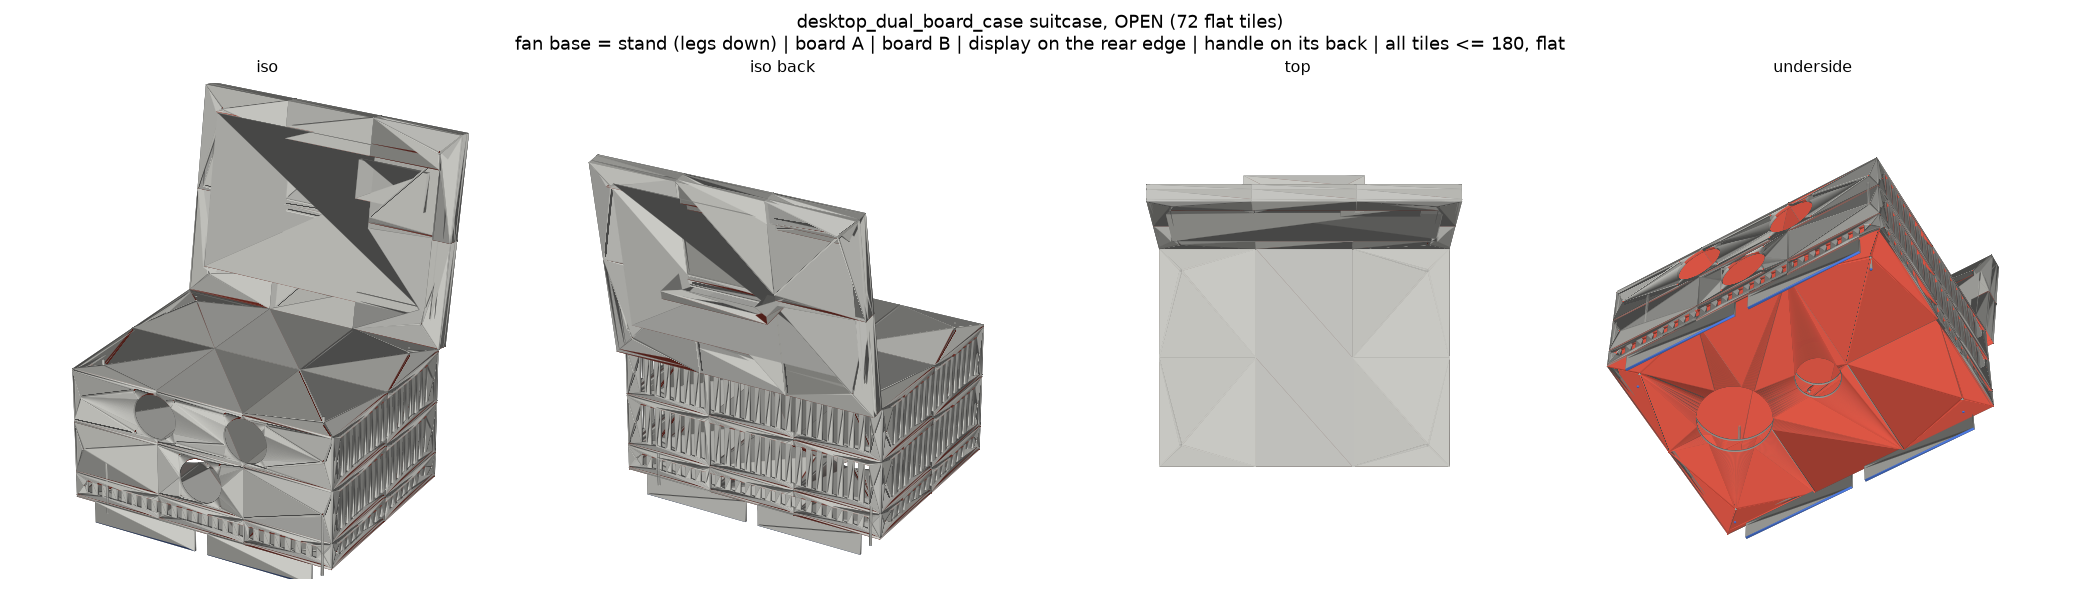 desktop_dual_board_case suitcase, OPEN (72 flat tiles)
fan base = stand (legs down) | board A | board B | display on the rear edge | handle on its back | all tiles <= 180, flat
iso
iso back
top
underside